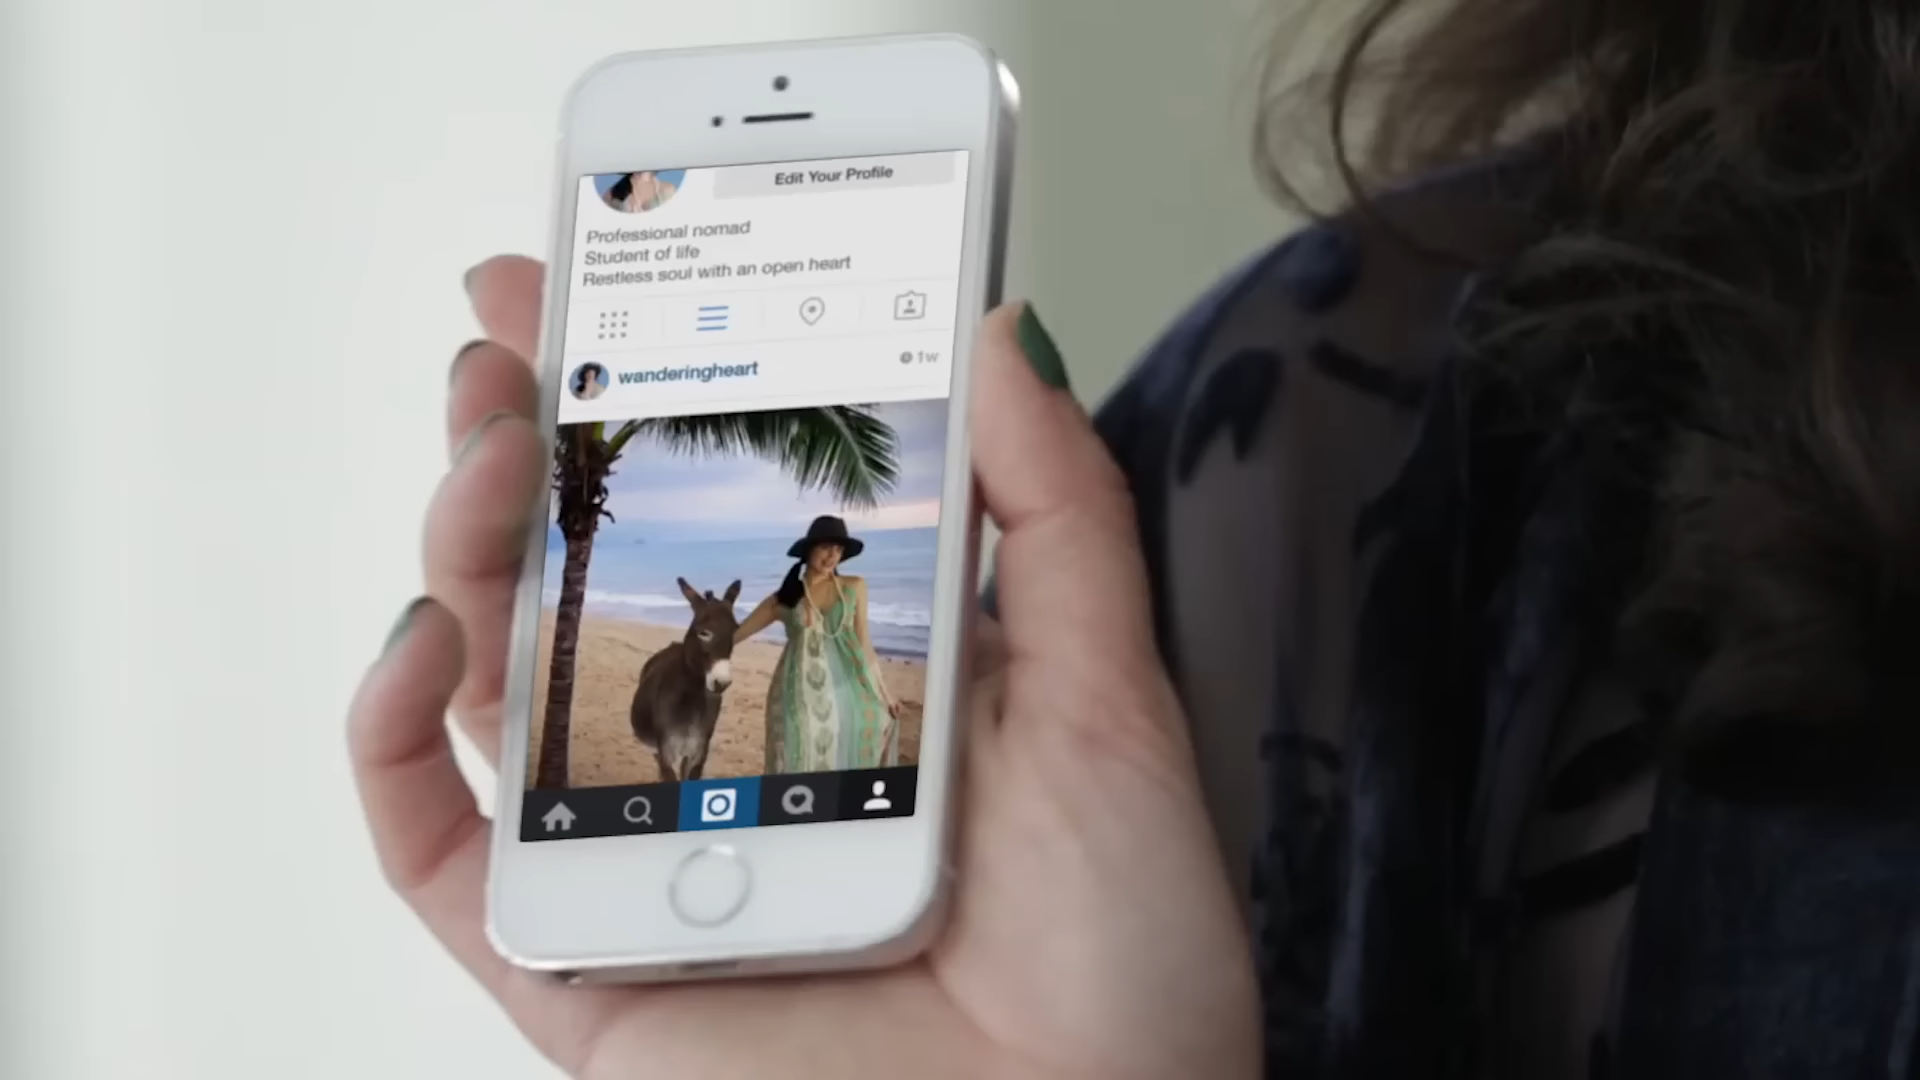 Edit Your Profile
Professional nomad
Student of life
Restless soul with an open heart
wanderingheart
1w